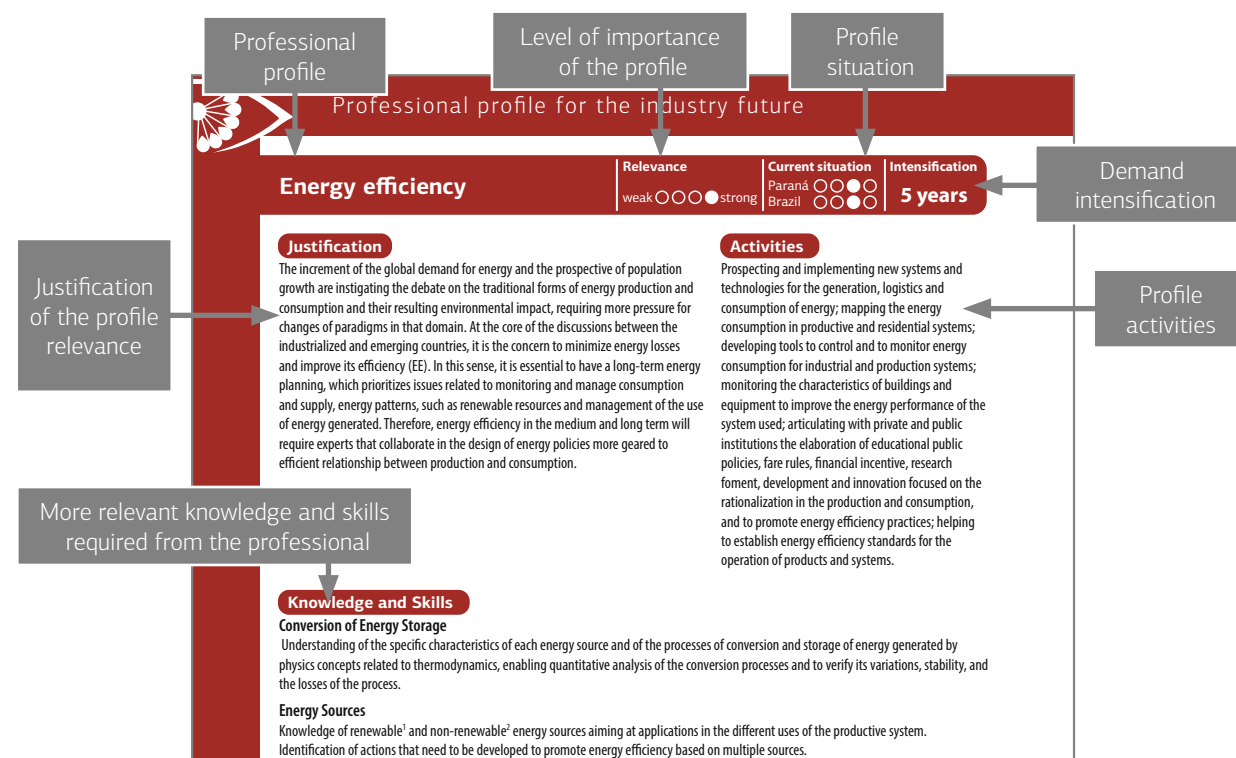 Professional
profile
Level of importance
of the profile
Profile
situation
Professional profile for the industry future
Energy efficiency
Relevance
weak strong
Current situation
Paraná
Brazil
Intensification
5 years
Demand
intensification
Justification
of the profile
relevance
Justification
The increment of the global demand for energy and the prospective of population
growth are instigating the debate on the traditional forms of energy production and
consumption and their resulting environmental impact, requiring more pressure for
changes of paradigms in that domain. At the core of the discussions between the
industrialized and emerging countries, it is the concern to minimize energy losses
and improve its efficiency (EE). In this sense, it is essential to have a long-term energy
planning, which prioritizes issues related to monitoring and manage consumption
and supply, energy patterns, such as renewable resources and management of the use
of energy generated. Therefore, energy efficiency in the medium and long term will
require experts that collaborate in the design of energy policies more geared to
efficient relationship between production and consumption.
Activities
Prospecting and implementing new systems and
technologies for the generation, logistics and
consumption of energy; mapping the energy
consumption in productive and residential systems;
developing tools to control and to monitor energy
consumption for industrial and production systems;
monitoring the characteristics of buildings and
equipment to improve the energy performance of the
system used; articulating with private and public
institutions the elaboration of educational public
policies, fare rules, financial incentive, research
foment, development and innovation focused on the
rationalization in the production and consumption,
and to promote energy efficiency practices; helping
to establish energy efficiency standards for the
operation of products and systems.
Profile
activities
More relevant knowledge and skills
required from the professional
Knowledge and Skills
Conversion of Energy Storage
Understanding of the specific characteristics of each energy source and of the processes of conversion and storage of energy generated by
physics concepts related to thermodynamics, enabling quantitative analysis of the conversion processes and to verify its variations, stability, and
the losses of the process.
Energy Sources
Knowledge of renewable¹ and non-renewable² energy sources aiming at applications in the different uses of the productive system.
Identification of actions that need to be developed to promote energy efficiency based on multiple sources.